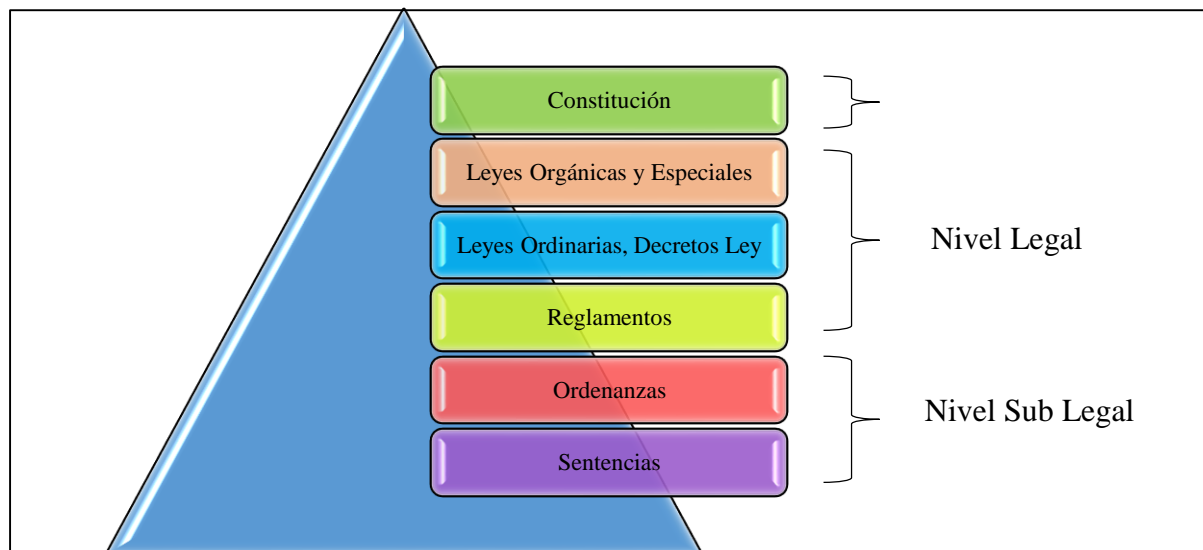 Constitución
Leyes Orgánicas y Especiales
Leyes Ordinarias, Decretos Ley
Nivel Legal
Reglamentos
Ordenanzas
Nivel Sub Legal
Sentencias